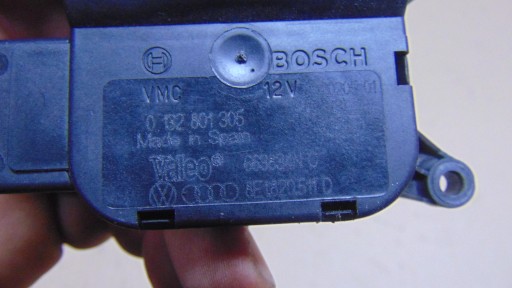 BOSCH
VMC 12V
0 132 801 305
Made in Spain
Valeo®
8E1820511D